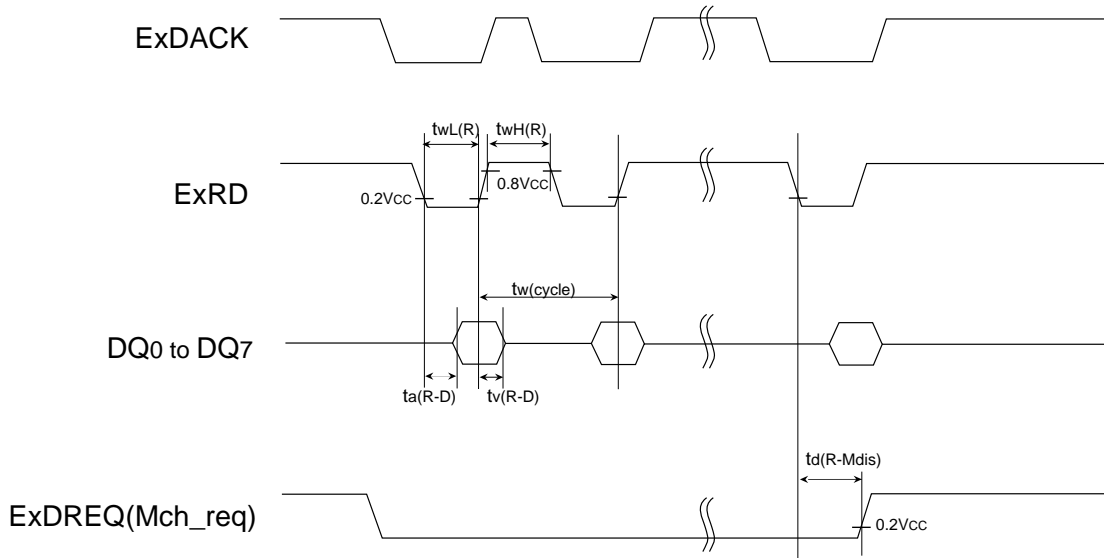 ExDACK
twL(R) twH(R)
ExRD
0.2VCC
0.8VCC
tw(cycle)
DQ0 to DQ7
ta(R-D) tv(R-D)
td(R-Mdis)
ExDREQ(Mch_req)
0.2VCC